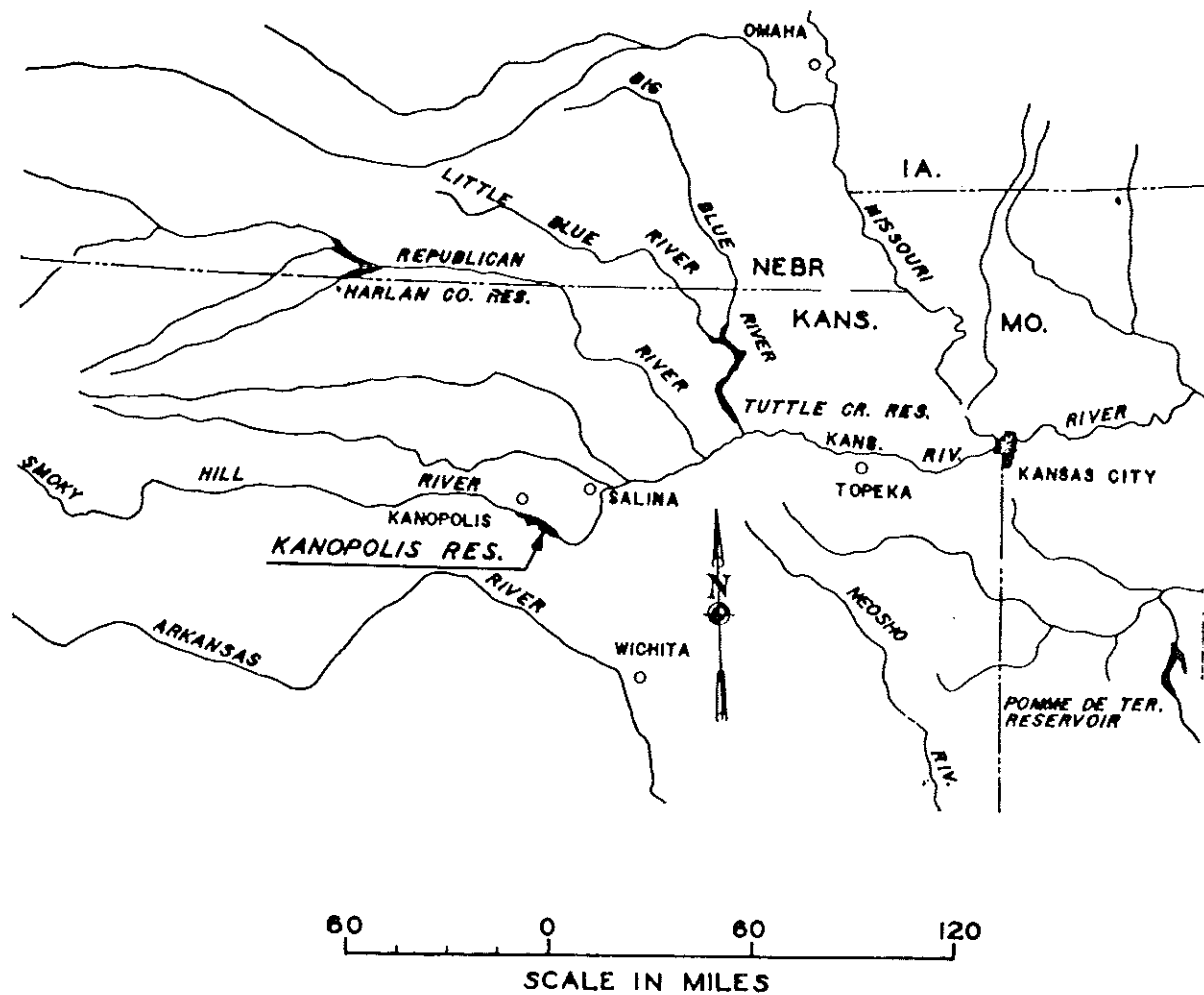 OMAHA
BIG
BLUE
RIVER
LITTLE
BLUE
RIVER
IA.
MISSOURI
NEBR
KANS.
MO.
REPUBLICAN
RIVER
HARLAN CO. RES.
TUTTLE CR. RES.
KANS.
RIV.
RIVER
KANSAS CITY
TOPEKA
SMOKY
HILL
RIVER
SALINA
KANOPOLIS
KANOPOLIS RES.
N
ARKANSAS
RIVER
WICHITA
NEOSHO
RIV.
POMME DE TER.
RESERVOIR
60 0 60 120
SCALE IN MILES